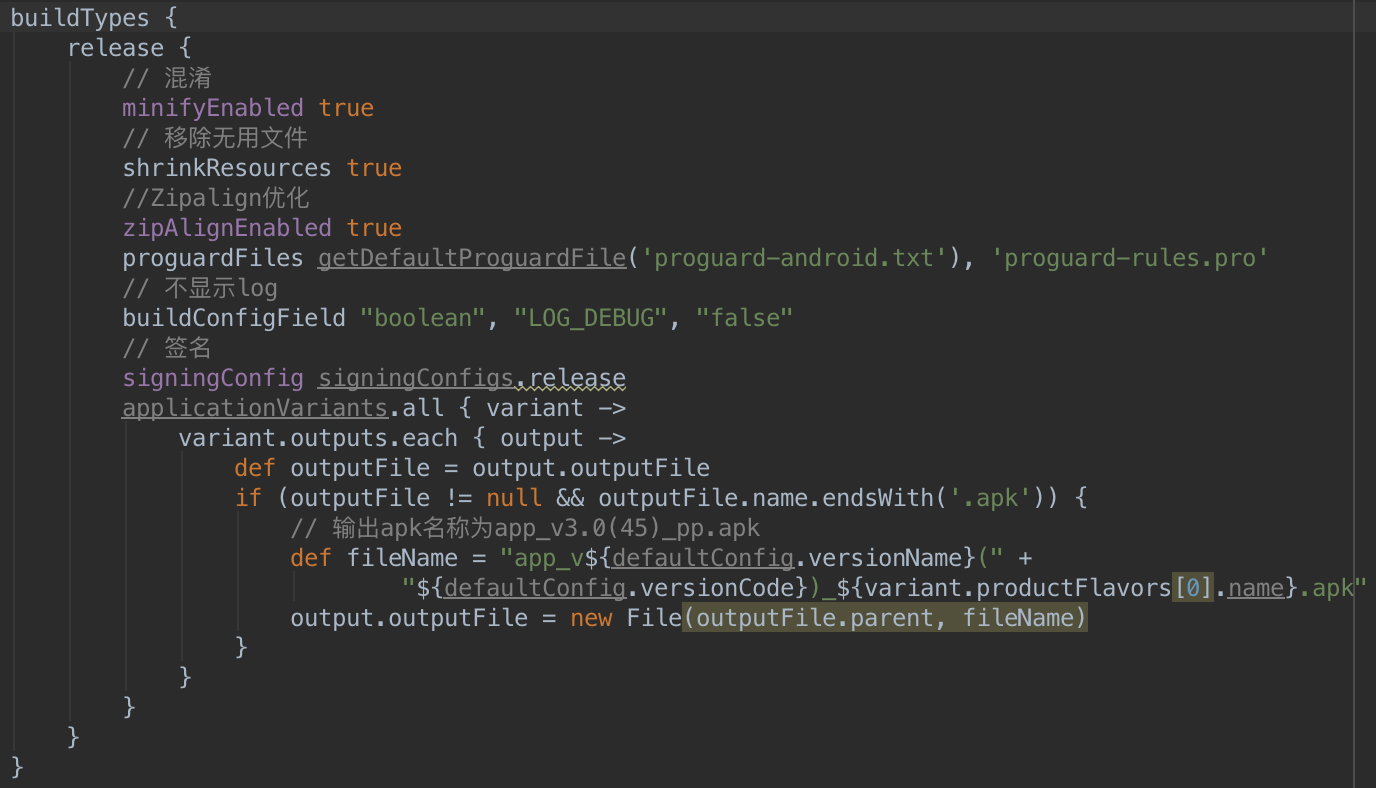 buildTypes {
release {
// 混淆
minifyEnabled true
// 移除无用文件
shrinkResources true
//Zipalign优化
zipAlignEnabled true
proguardFiles getDefaultProguardFile('proguard-android.txt'), 'proguard-rules.pro'
// 不显示log
buildConfigField "boolean", "LOG_DEBUG", "false"
// 签名
signingConfig signingConfigs.release
applicationVariants.all { variant ->
variant.outputs.each { output ->
def outputFile = output.outputFile
if (outputFile != null && outputFile.name.endsWith('.apk')) {
// 输出apk名称为app_v3.0(45)_pp.apk
def fileName = "app_v${defaultConfig.versionName}(" +
"${defaultConfig.versionCode})_${variant.productFlavors[0].name}.apk"
output.outputFile = new File(outputFile.parent, fileName)
}
}
}
}
}